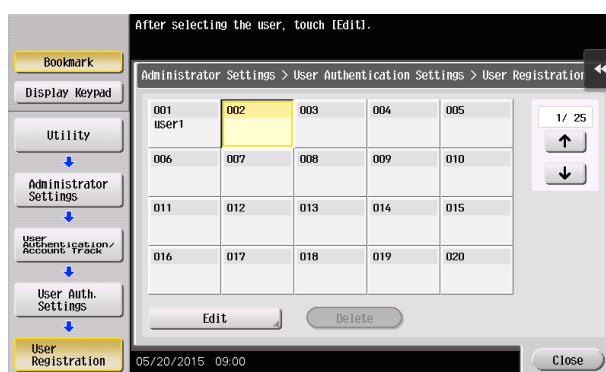 After selecting the user, touch [Edit].
Bookmark
Display Keypad
Utility
Administrator
Settings
User
Authentication/
Account Track
User Auth.
Settings
User
Registration
Administrator Settings > User Authentication Settings > User Registration
001 002 003 004 005
user1
006 007 008 009 010
011 012 013 014 015
016 017 018 019 020
1/ 25
Edit
Delete
05/20/2015 09:00
Close